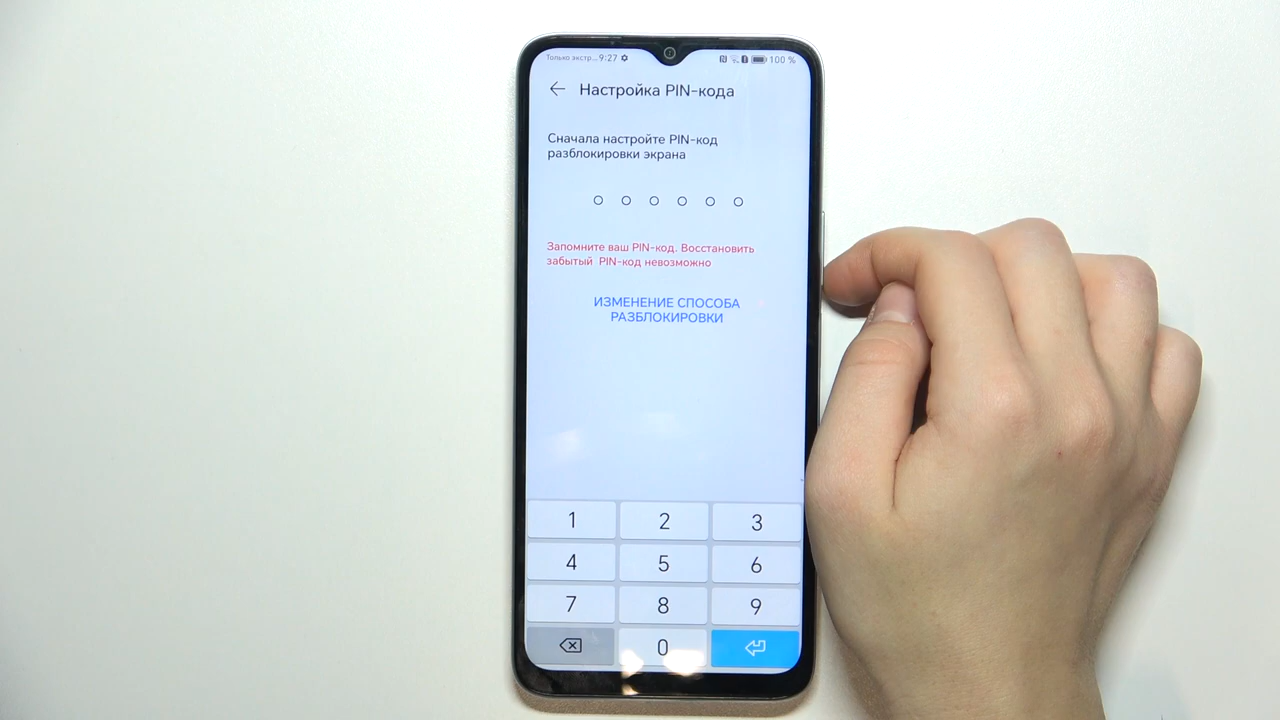 Только экстр... 9:27 100 %
Настройка PIN-кода
Сначала настройте PIN-код
разблокировки экрана
Запомните ваш PIN-код. Восстановить
забытый PIN-код невозможно
ИЗМЕНЕНИЕ СПОСОБА
РАЗБЛОКИРОВКИ
1 2 3
4 5 6
7 8 9
0